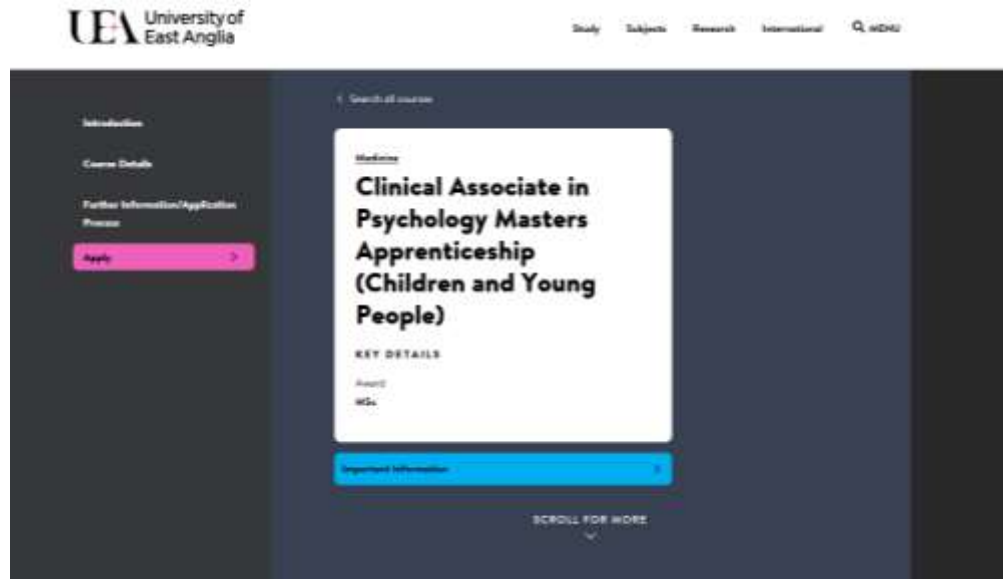 UEA University of
East Anglia
Study Subjects Research International MENU
Search all courses
Introduction
Course Details
Further Information/Application
Process
Apply
Medicine
Clinical Associate in
Psychology Masters
Apprenticeship
(Children and Young
People)
KEY DETAILS
Award
MSc
Important Information
SCROLL FOR MORE